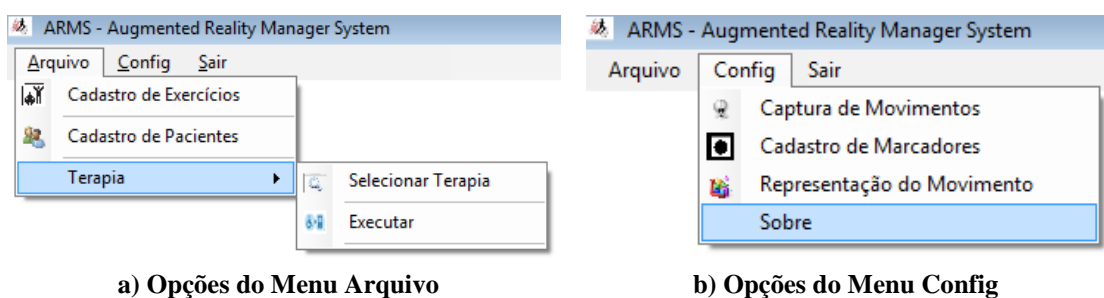 ARMS - Augmented Reality Manager System
Arquivo Config Sair
Cadastro de Exercícios
Cadastro de Pacientes
Terapia
Selecionar Terapia
Executar
a) Opções do Menu Arquivo
ARMS - Augmented Reality Manager System
Arquivo Config Sair
Captura de Movimentos
Cadastro de Marcadores
Representação do Movimento
Sobre
b) Opções do Menu Config